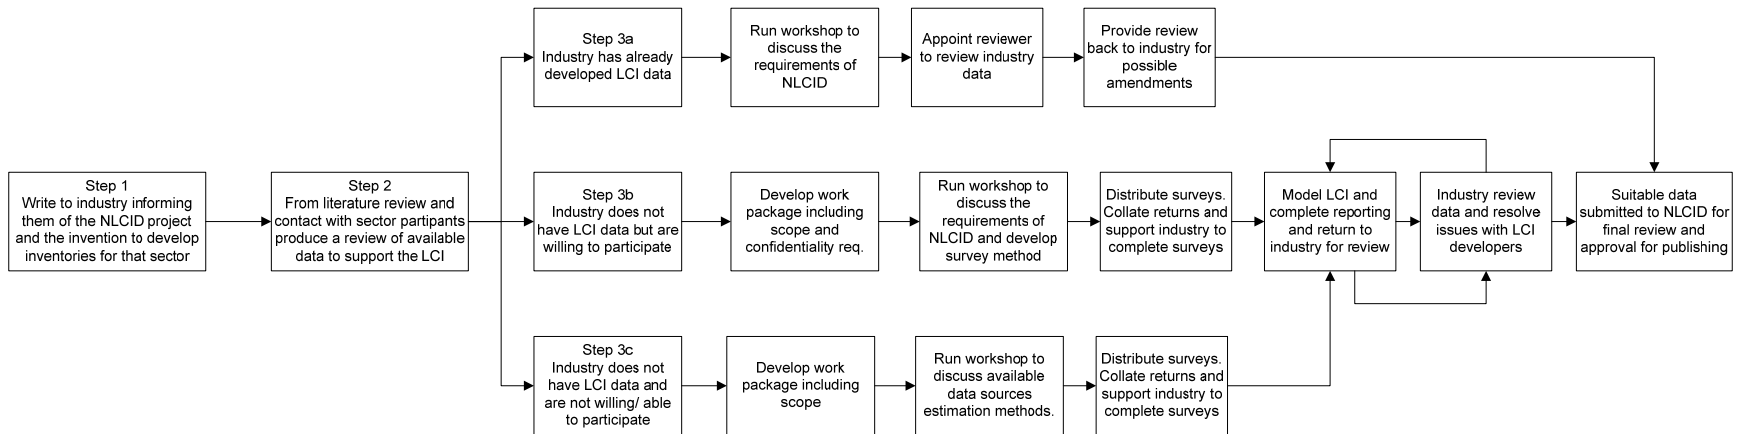 Step 3a
Industry has already
developed LCI data
Run workshop to
discuss the
requirements of
NLCID
Appoint reviewer
to review industry
data
Provide review
back to industry for
possible
amendments
Step 1
Write to industry informing
them of the NLCID project
and the invention to develop
inventories for that sector
Step 2
From literature review and
contact with sector partipants
produce a review of available
data to support the LCI
Step 3b
Industry does not
have LCI data but are
willing to participate
Develop work
package including
scope and
confidentiality req.
Run workshop to
discuss the
requirements of
NLCID and develop
survey method
Distribute surveys.
Collate returns and
support industry to
complete surveys
Model LCI and
complete reporting
and return to
industry for review
Industry review
data and resolve
issues with LCI
developers
Suitable data
submitted to NLCID for
final review and
approval for publishing
Step 3c
Industry does not
have LCI data and
are not willing/ able
to participate
Develop work
package including
scope
Run workshop to
discuss available
data sources
estimation methods.
Distribute surveys.
Collate returns and
support industry to
complete surveys